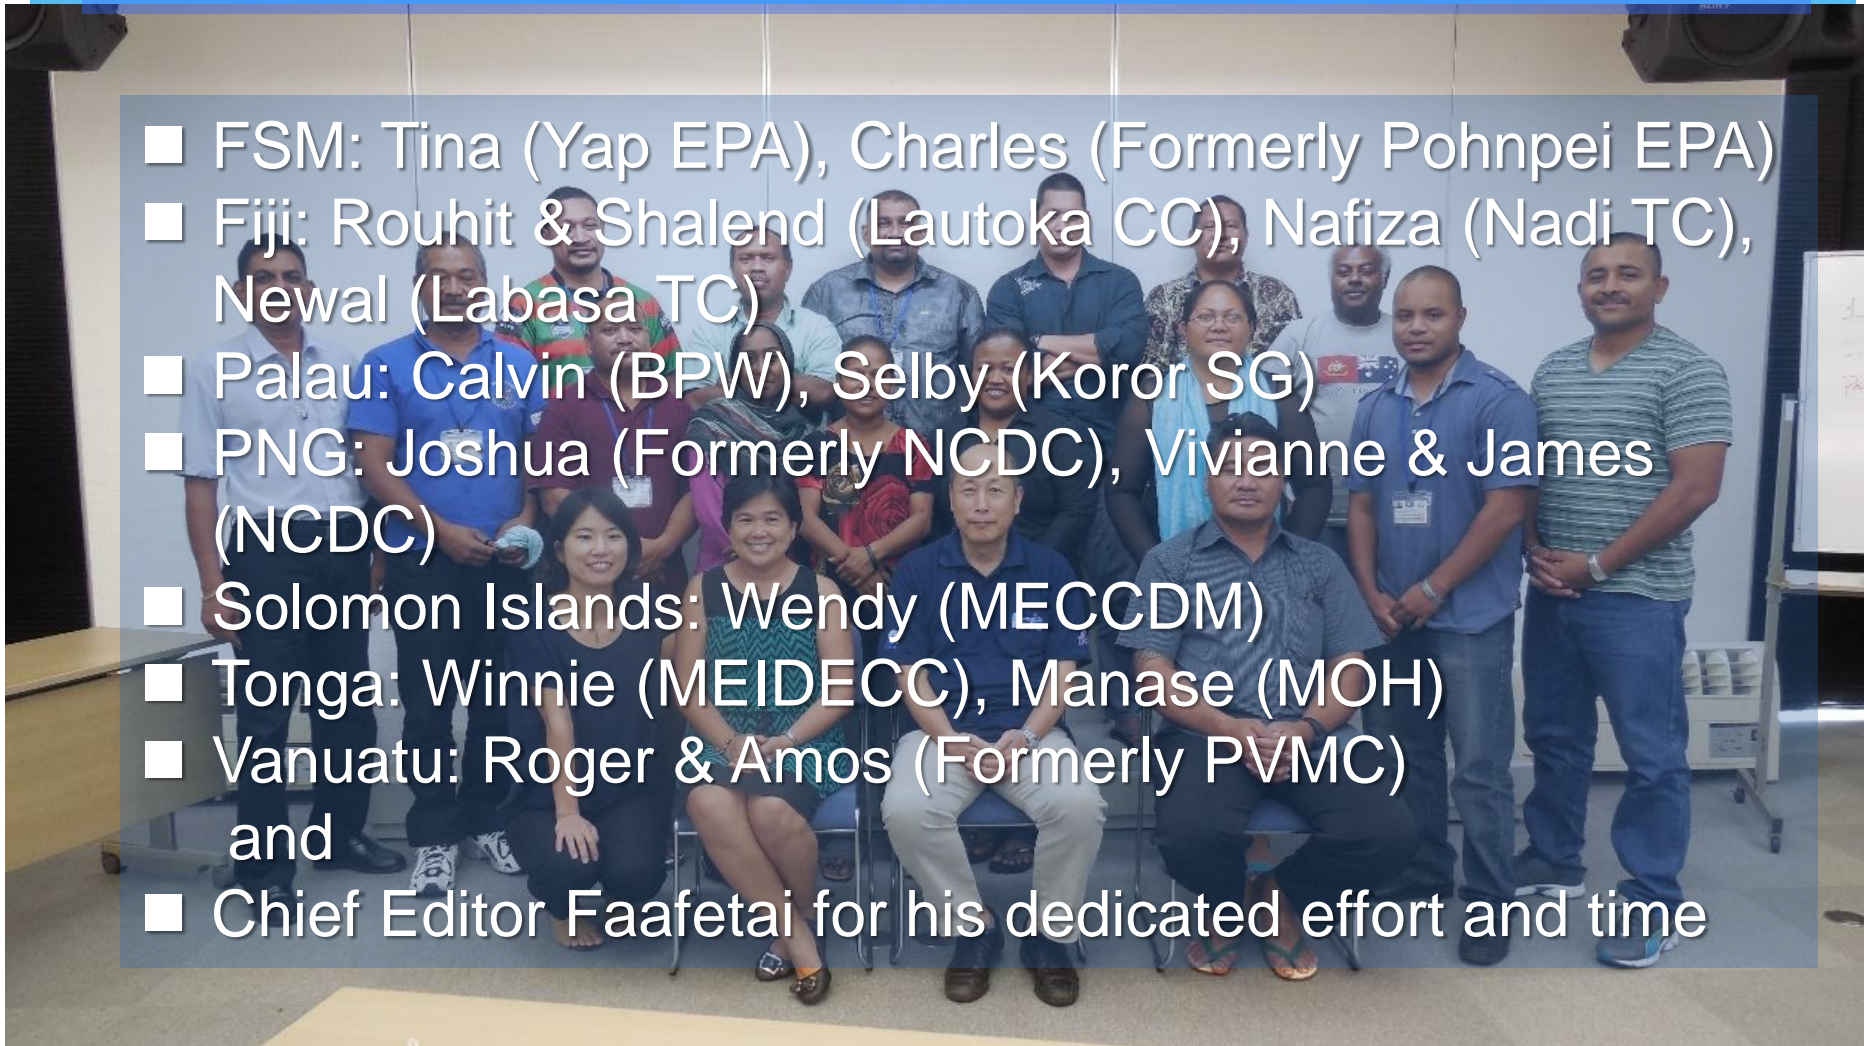 ■ FSM: Tina (Yap EPA), Charles (Formerly Pohnpei EPA)
■ Fiji: Rouhit & Shalend (Lautoka CC), Nafiza (Nadi TC),
Newal (Labasa TC)
■ Palau: Calvin (BPW), Selby (Koror SG)
■ PNG: Joshua (Formerly NCDC), Vivianne & James
(NCDC)
■ Solomon Islands: Wendy (MECCDM)
■ Tonga: Winnie (MEIDECC), Manase (MOH)
■ Vanuatu: Roger & Amos (Formerly PVMC)
and
■ Chief Editor Faafetai for his dedicated effort and time